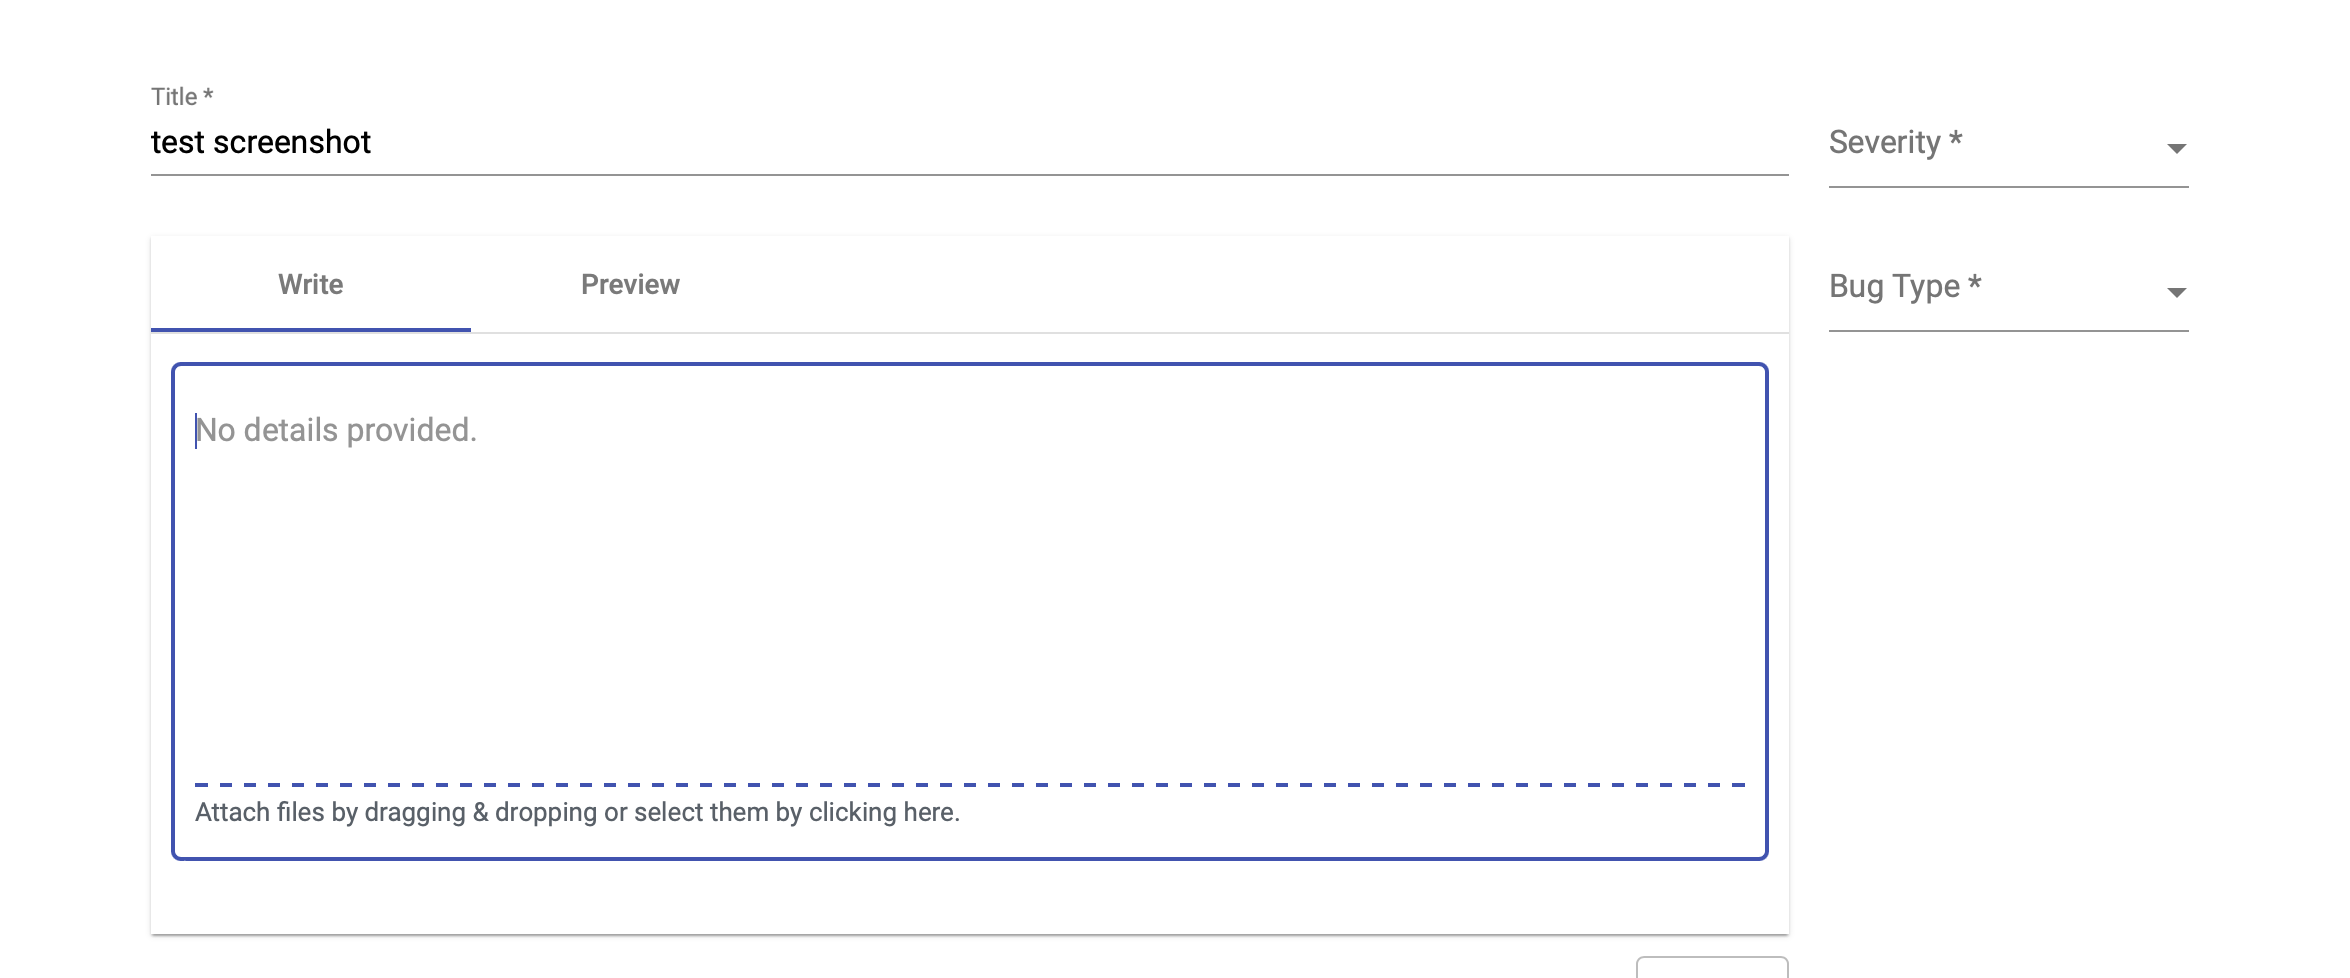 Title *
test screenshot
Severity *
Write
Preview
Bug Type *
No details provided.
Attach files by dragging & dropping or select them by clicking here.